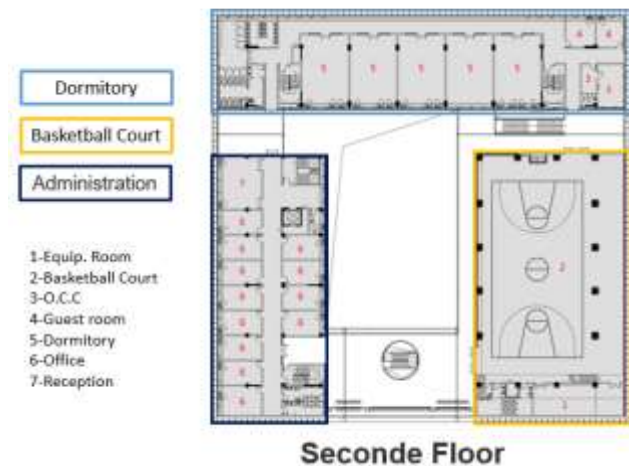 Dormitory
Basketball Court
Administration
1-Equip. Room
2-Basketball Court
3-O.C.C
4-Guest room
5-Dormitory
6-Office
7-Reception
Seconde Floor